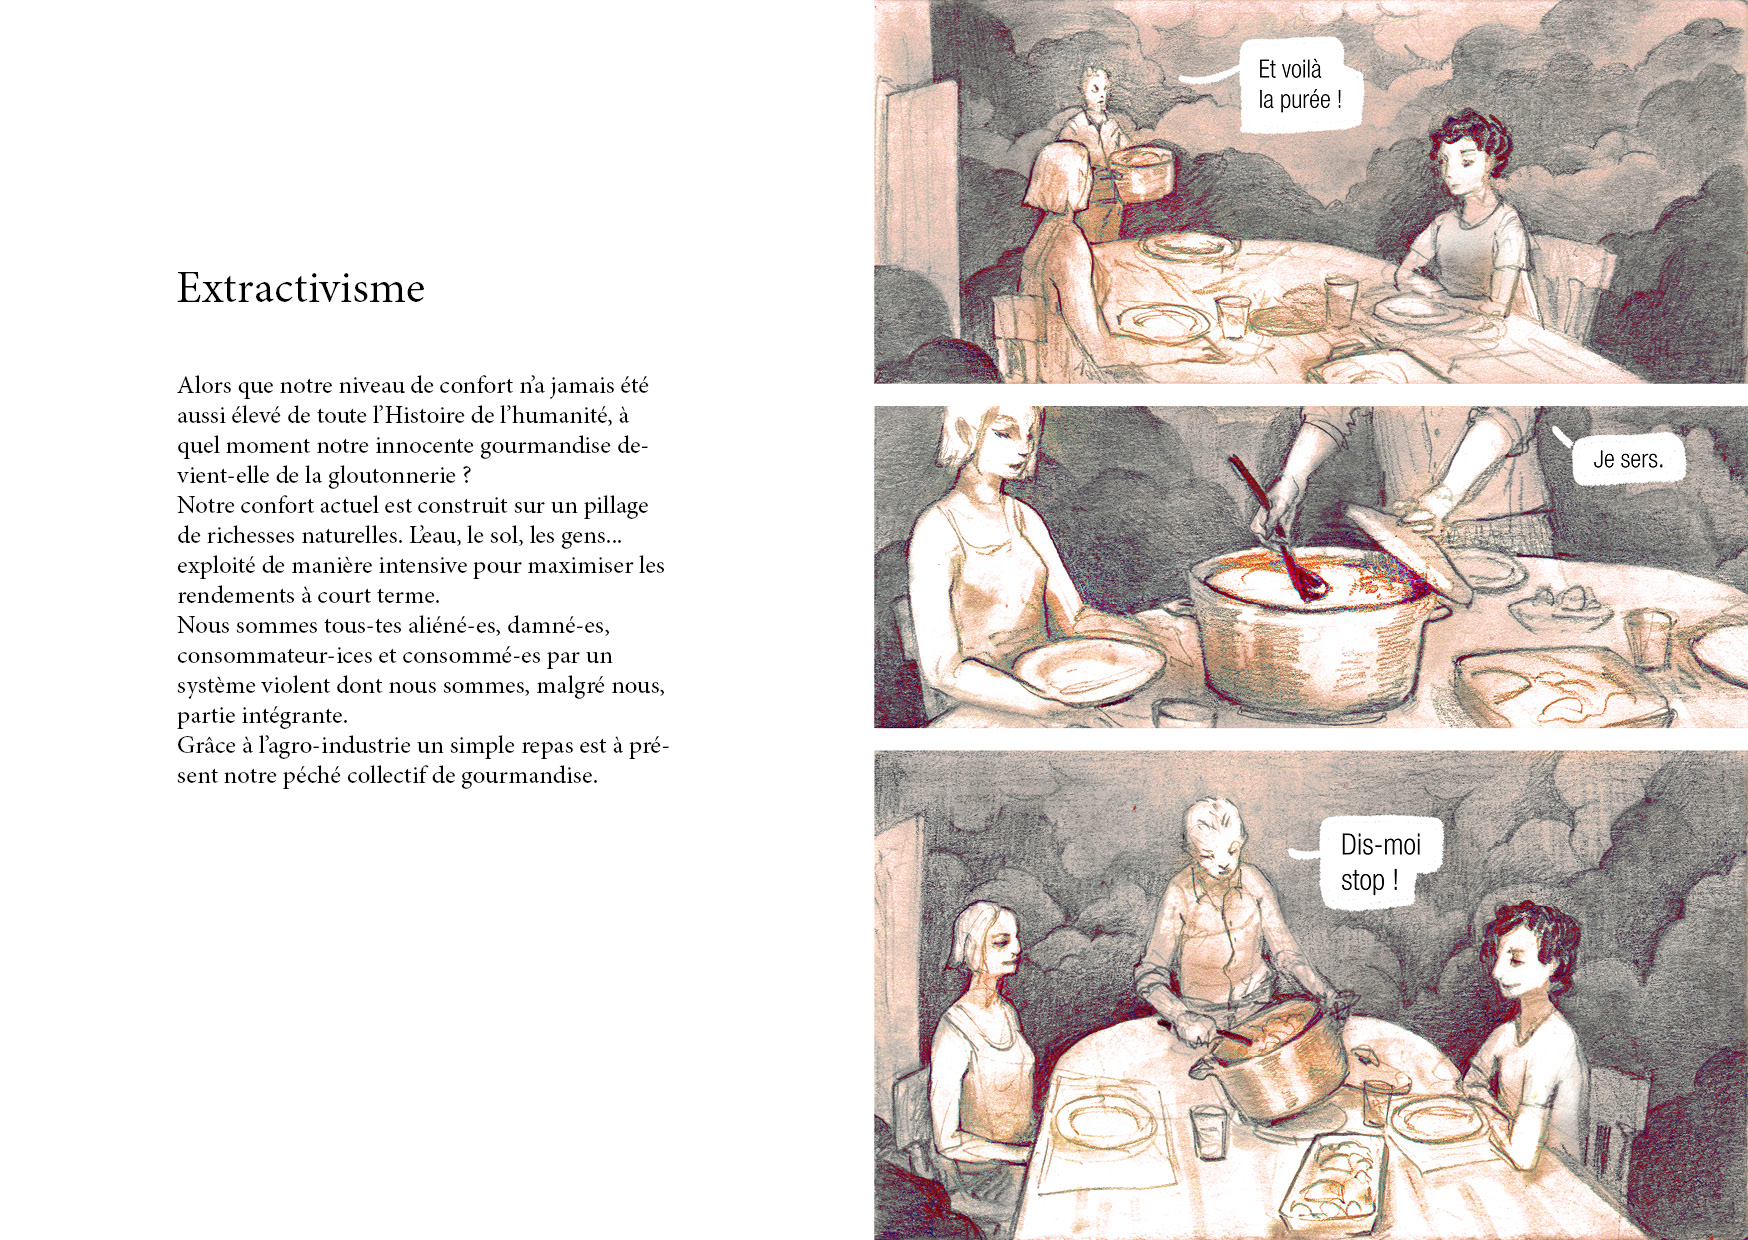 Extractivisme
Alors que notre niveau de confort n'a jamais été
aussi élevé de toute l'Histoire de l'humanité, à
quel moment notre innocente gourmandise de-
vient-elle de la gloutonnerie ?
Notre confort actuel est construit sur un pillage
de richesses naturelles. L'eau, le sol, les gens...
exploité de manière intensive pour maximiser les
rendements à court terme.
Nous sommes tous-tes aliéné-es, damné-es,
consommateur-ices et consommé-es par un
système violent dont nous sommes, malgré nous,
partie intégrante.
Grâce à l'agro-industrie un simple repas est à pré-
sent notre péché collectif de gourmandise.
Et voilà
la purée !
Je sers.
Dis-moi
stop !